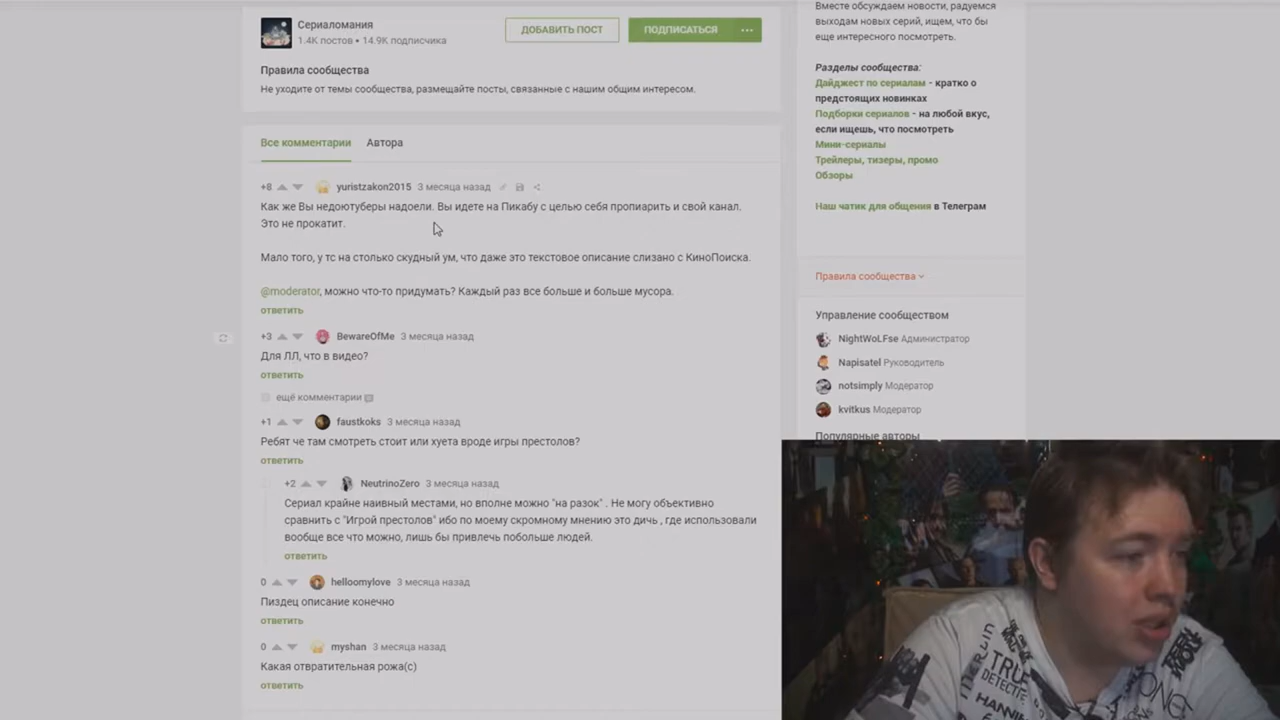 Сериаломания
1.4K постов • 14.9K подписчика
ДОБАВИТЬ ПОСТ
ПОДПИСАТЬСЯ
Правила сообщества
Не уходите от темы сообщества, размещайте посты, связанные с нашим общим интересом.
Все комментарии
Автора
+8 yuristzakon2015 3 месяца назад
Как же Вы недоютуберы надоели. Вы идете на Пикабу с целью себя пропиарить и свой канал.
Это не прокатит.
Мало того, у тс на столько скудный ум, что даже это текстовое описание слизано с КиноПоиска.
@moderator, можно что-то придумать? Каждый раз все больше и больше мусора.
ответить
+3 BewareOfMe 3 месяца назад
Для ЛЛ, что в видео?
ответить
ещё комментарии
+1 faustkoks 3 месяца назад
Ребят че там смотреть стоит или хуета вроде игры престолов?
ответить
+2 NeutrinoZero 3 месяца назад
Сериал крайне наивный местами, но вполне можно "на разок" . Не могу объективно
сравнить с "Игрой престолов" ибо по моему скромному мнению это дичь , где использовали
вообще все что можно, лишь бы привлечь побольше людей.
ответить
0 helloomylove 3 месяца назад
Пиздец описание конечно
ответить
0 myshan 3 месяца назад
Какая отвратительная рожа(с)
ответить
Вместе обсуждаем новости, радуемся
выходам новых серий, ищем, что бы
еще интересного посмотреть.
Разделы сообщества:
Дайджест по сериалам - кратко о
предстоящих новинках
Подборки сериалов - на любой вкус,
если ищешь, что посмотреть
Мини-сериалы
Трейлеры, тизеры, промо
Обзоры
Наш чатик для общения в Телеграм
Правила сообщества
Управление сообществом
NightWoLFse Администратор
Napisatel Руководитель
notsimply Модератор
kvitkus Модератор
Популярные авторы
TRUE
DETECTIVE
HANNI